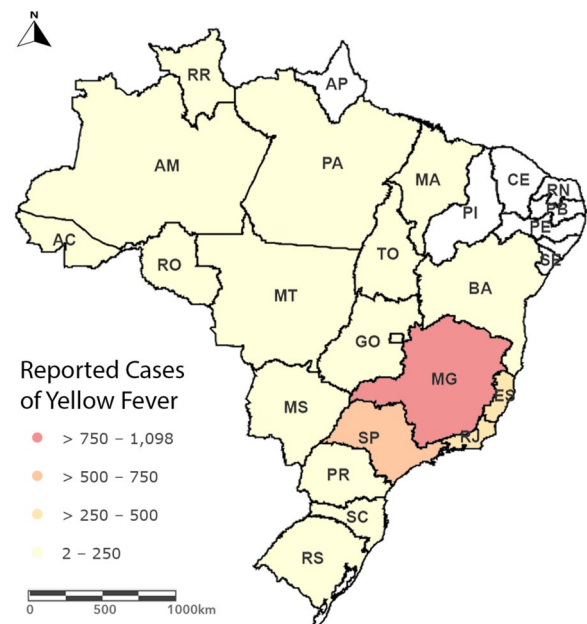 N
RR
AP
AM
PA
MA
CE
RN
PB
PI
PE
AC
TO
SE
RO
BA
MT
GO
MG
MS
ES
SP
RJ
PR
SC
RS
Reported Cases
of Yellow Fever
> 750 – 1,098
> 500 – 750
> 250 – 500
2 – 250
0 500 1000km